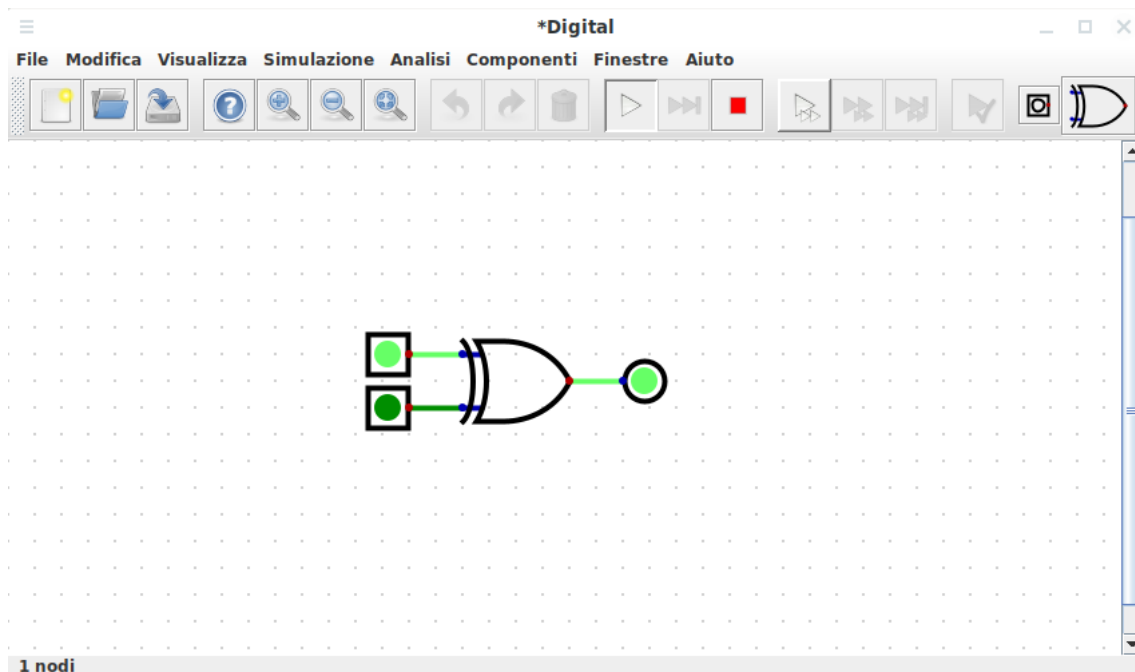 *Digital
File Modifica Visualizza Simulazione Analisi Componenti Finestre Aiuto
1 nodi